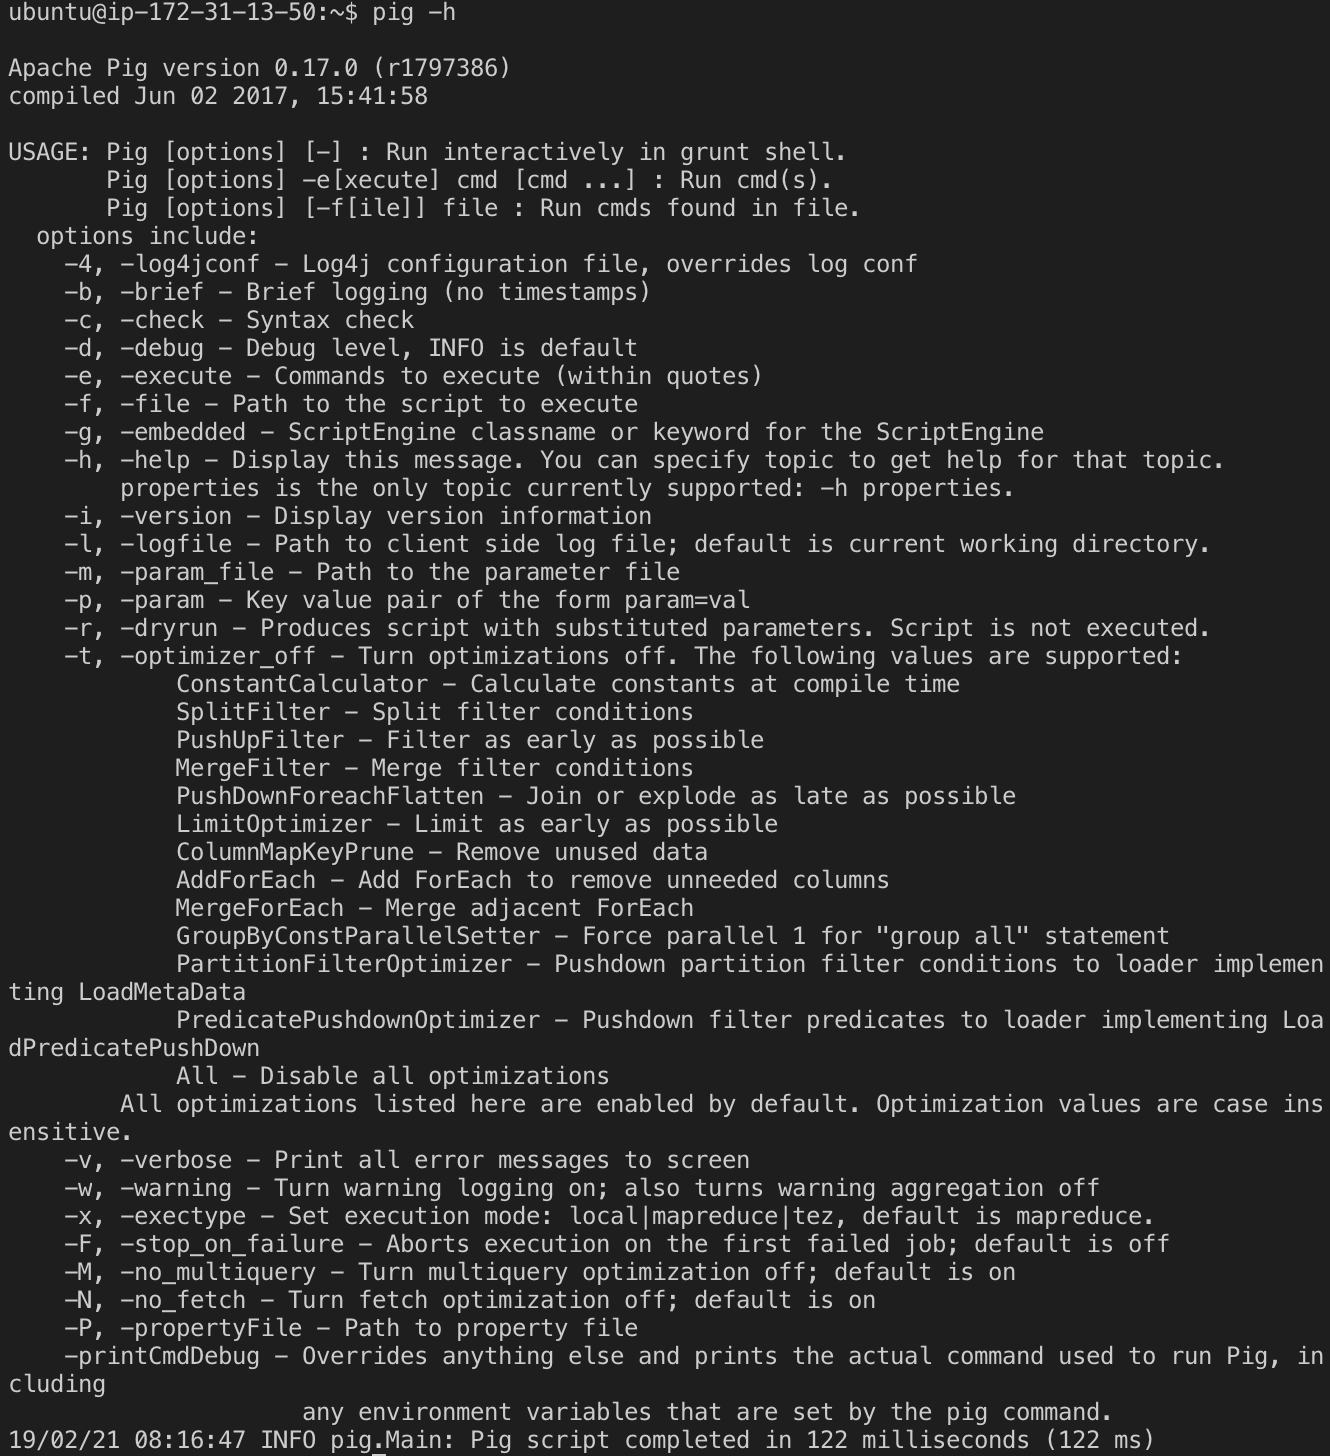 ubuntu@ip-172-31-13-50:~$ pig -h
Apache Pig version 0.17.0 (r1797386)
compiled Jun 02 2017, 15:41:58
USAGE: Pig [options] [-] : Run interactively in grunt shell.
Pig [options] -e[xecute] cmd [cmd ...] : Run cmd(s).
Pig [options] [-f[ile]] file : Run cmds found in file.
options include:
-4, -log4jconf - Log4j configuration file, overrides log conf
-b, -brief - Brief logging (no timestamps)
-c, -check - Syntax check
-d, -debug - Debug level, INFO is default
-e, -execute - Commands to execute (within quotes)
-f, -file - Path to the script to execute
-g, -embedded - ScriptEngine classname or keyword for the ScriptEngine
-h, -help - Display this message. You can specify topic to get help for that topic.
properties is the only topic currently supported: -h properties.
-i, -version - Display version information
-l, -logfile - Path to client side log file; default is current working directory.
-m, -param_file - Path to the parameter file
-p, -param - Key value pair of the form param=val
-r, -dryrun - Produces script with substituted parameters. Script is not executed.
-t, -optimizer_off - Turn optimizations off. The following values are supported:
ConstantCalculator - Calculate constants at compile time
SplitFilter - Split filter conditions
PushUpFilter - Filter as early as possible
MergeFilter - Merge filter conditions
PushDownForeachFlatten - Join or explode as late as possible
LimitOptimizer - Limit as early as possible
ColumnMapKeyPrune - Remove unused data
AddForEach - Add ForEach to remove unneeded columns
MergeForEach - Merge adjacent ForEach
GroupByConstParallelSetter - Force parallel 1 for "group all" statement
PartitionFilterOptimizer - Pushdown partition filter conditions to loader implemen
ting LoadMetaData
PredicatePushdownOptimizer - Pushdown filter predicates to loader implementing Loa
dPredicatePushDown
All - Disable all optimizations
All optimizations listed here are enabled by default. Optimization values are case ins
ensitive.
-v, -verbose - Print all error messages to screen
-w, -warning - Turn warning logging on; also turns warning aggregation off
-x, -exectype - Set execution mode: local|mapreduce|tez, default is mapreduce.
-F, -stop_on_failure - Aborts execution on the first failed job; default is off
-M, -no_multiquery - Turn multiquery optimization off; default is on
-N, -no_fetch - Turn fetch optimization off; default is on
-P, -propertyFile - Path to property file
-printCmdDebug - Overrides anything else and prints the actual command used to run Pig, in
cluding
any environment variables that are set by the pig command.
19/02/21 08:16:47 INFO pig.Main: Pig script completed in 122 milliseconds (122 ms)